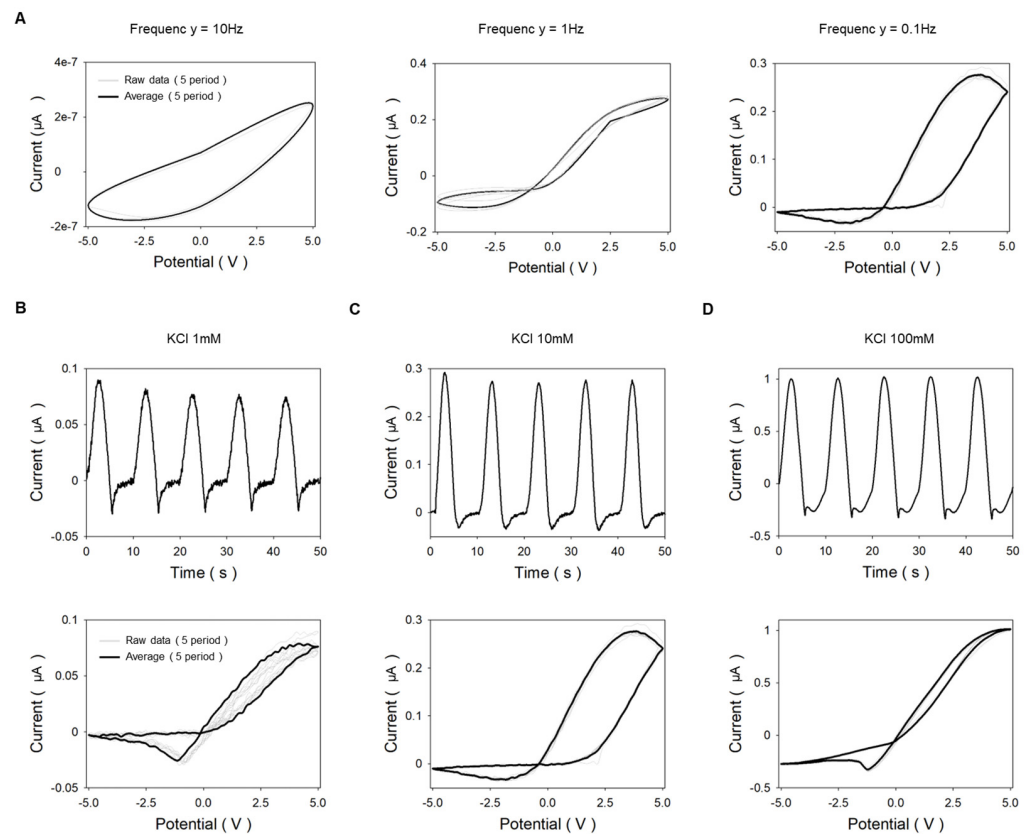 A
Frequenc y = 10Hz
Frequenc y = 1Hz
Frequenc y = 0.1Hz
Current ( µA )
4e-7
2e-7
0
-2e-7
Raw data ( 5 period )
Average ( 5 period )
-5.0 -2.5 0.0 2.5 5.0
Potential ( V )
Current ( µA )
0.4
0.2
0
-0.2
-5.0 -2.5 0.0 2.5 5.0
Potential ( V )
Current ( µA )
0.3
0.2
0.1
0
-5.0 -2.5 0.0 2.5 5.0
Potential ( V )
B
KCl 1mM
Current ( µA )
0.1
0.05
0
-0.05
0 10 20 30 40 50
Time ( s )
Current ( µA )
0.1
0.05
0
-0.05
Raw data ( 5 period )
Average ( 5 period )
-5.0 -2.5 0.0 2.5 5.0
Potential ( V )
C
KCl 10mM
Current ( µA )
0.3
0.2
0.1
0
0 10 20 30 40 50
Time ( s )
Current ( µA )
0.3
0.2
0.1
0
-5.0 -2.5 0.0 2.5 5.0
Potential ( V )
D
KCl 100mM
Current ( µA )
1
0.5
0
-0.5
0 10 20 30 40 50
Time ( s )
Current ( µA )
1
0.5
0
-0.5
-5.0 -2.5 0.0 2.5 5.0
Potential ( V )